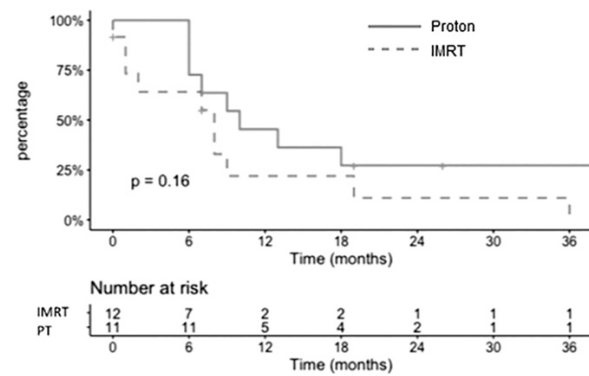 100%
75%
50%
25%
0%
percentage
Proton
IMRT
p = 0.16
0 6 12 18 24 30 36
Time (months)
Number at risk
IMRT 12 7 2 2 1 1 1
PT 11 11 5 4 2 1 1
0 6 12 18 24 30 36
Time (months)